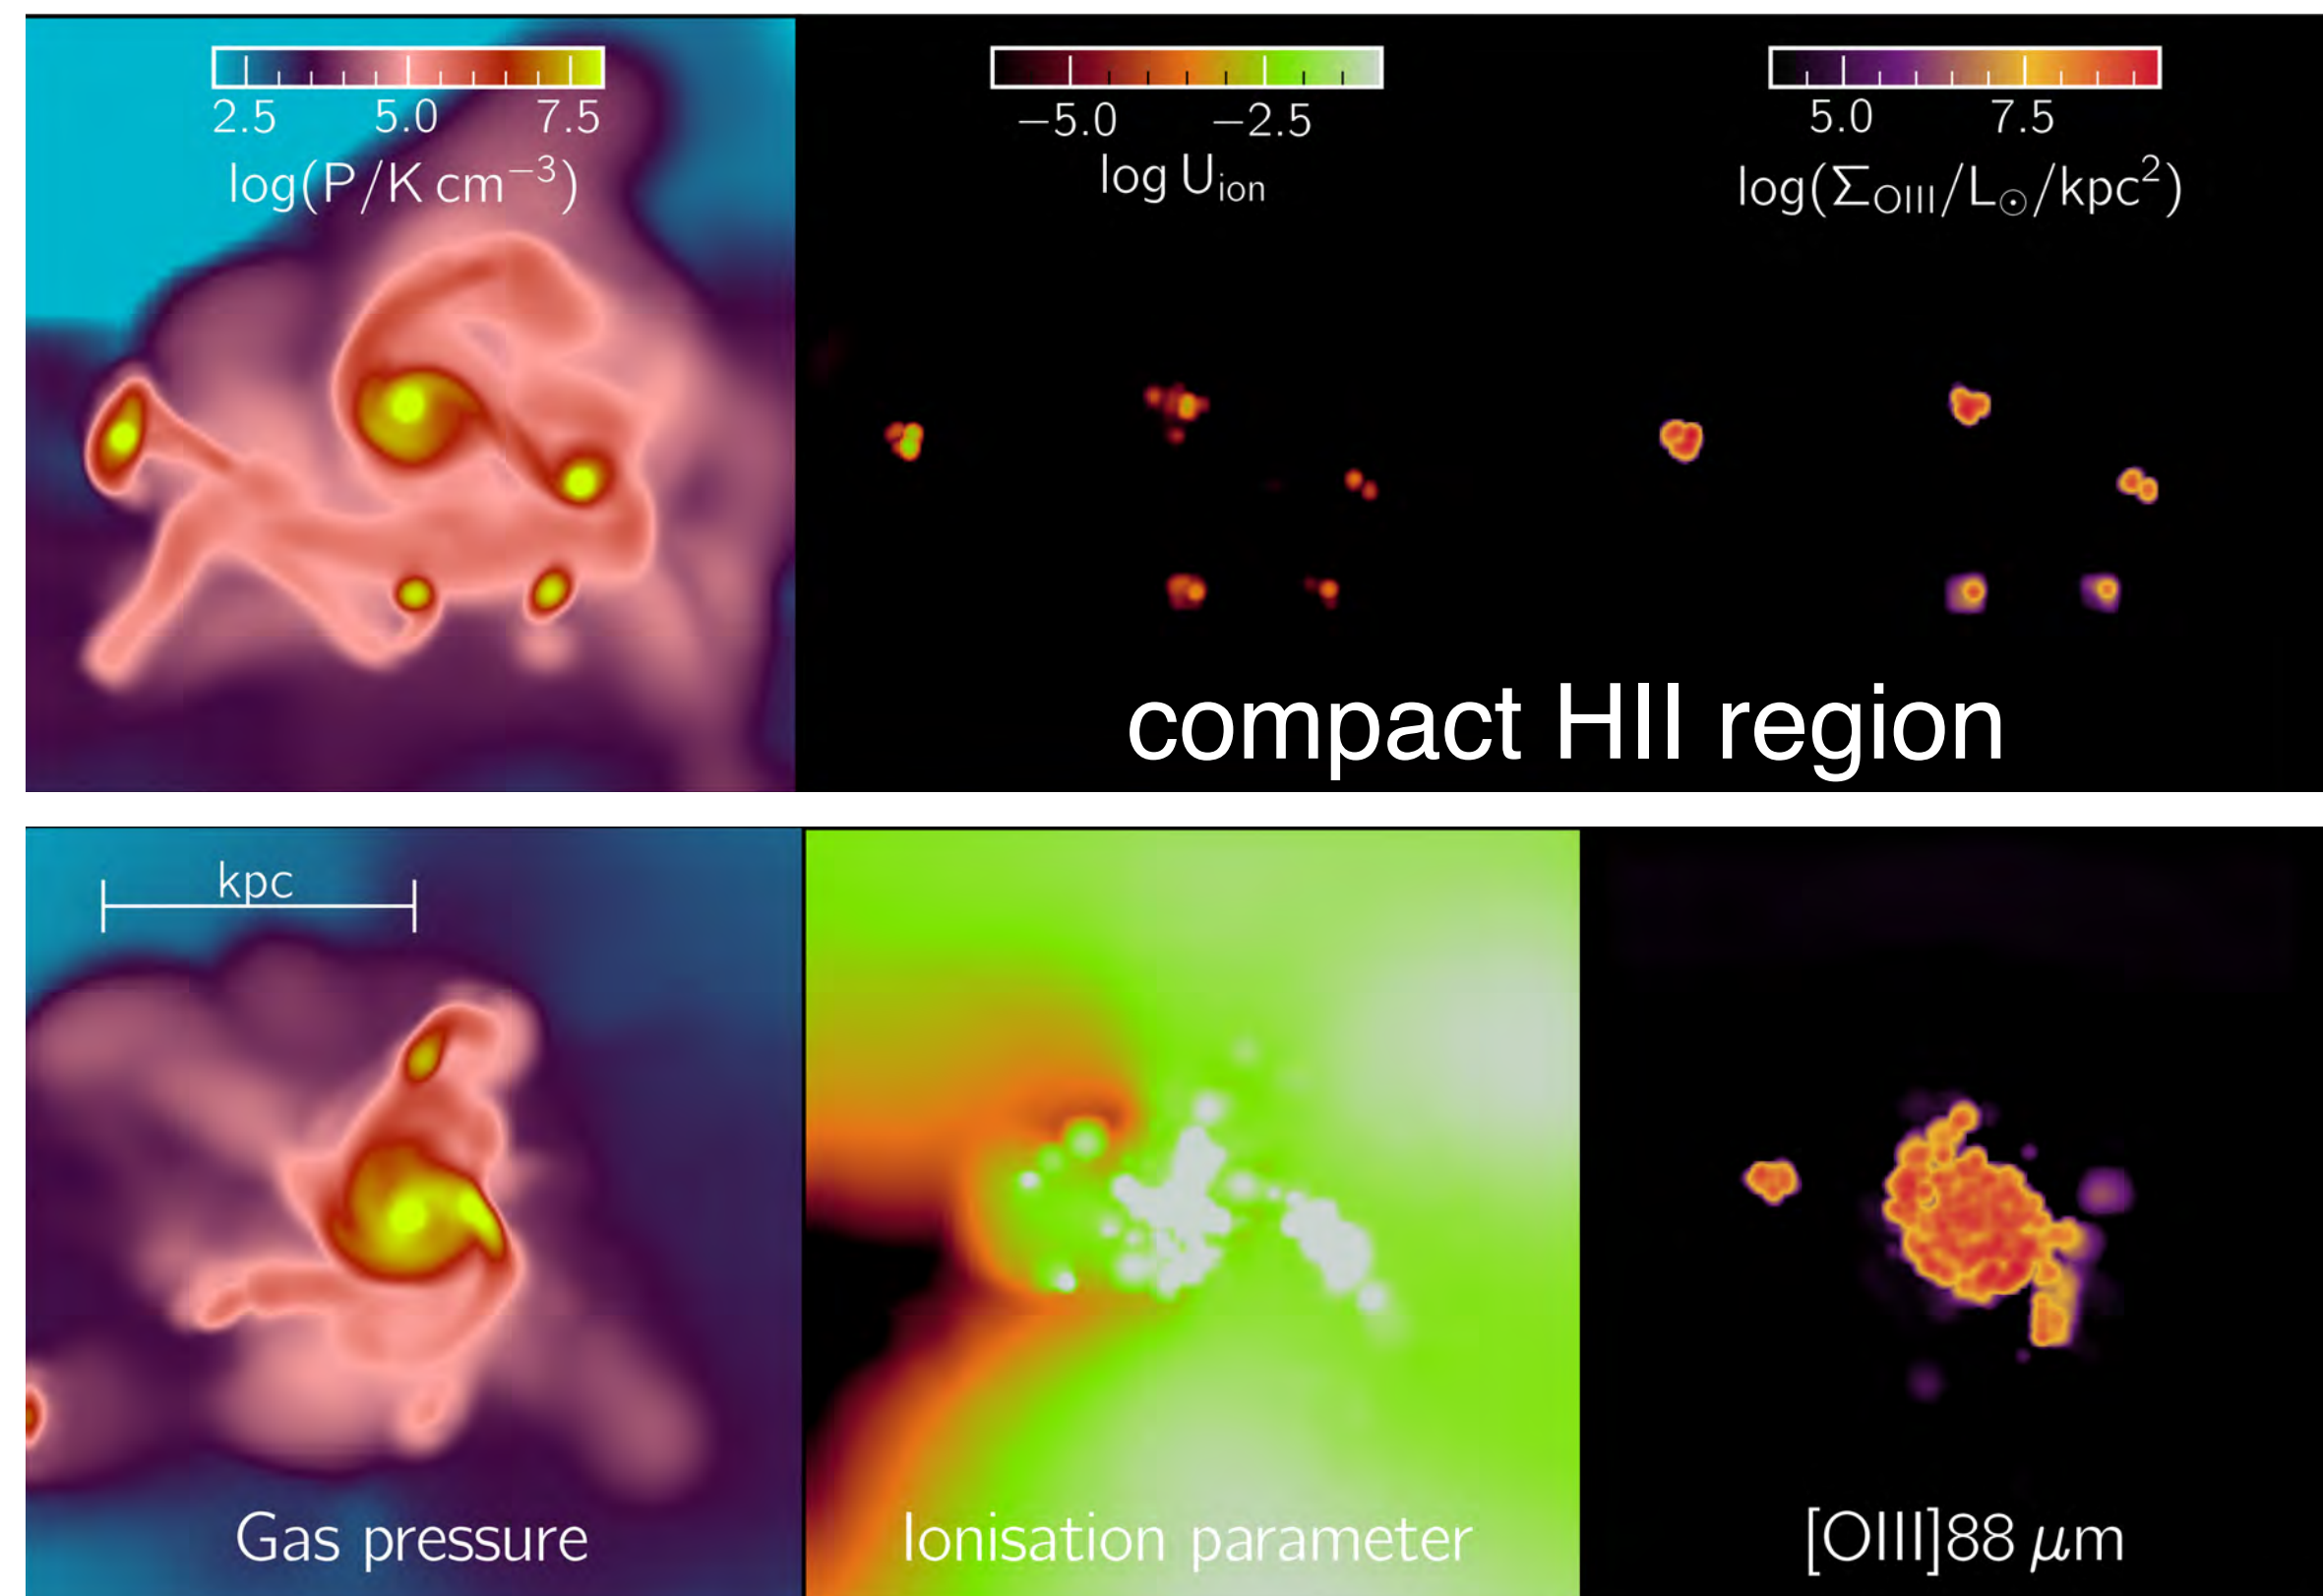 2.5 5.0 7.5
log(P/K cm⁻³)
−5.0 −2.5
log U_ion
5.0 7.5
log(Σ_OIII/L_⊙/kpc²)
compact HII region
kpc
Gas pressure
Ionisation parameter
[OIII]88 μm